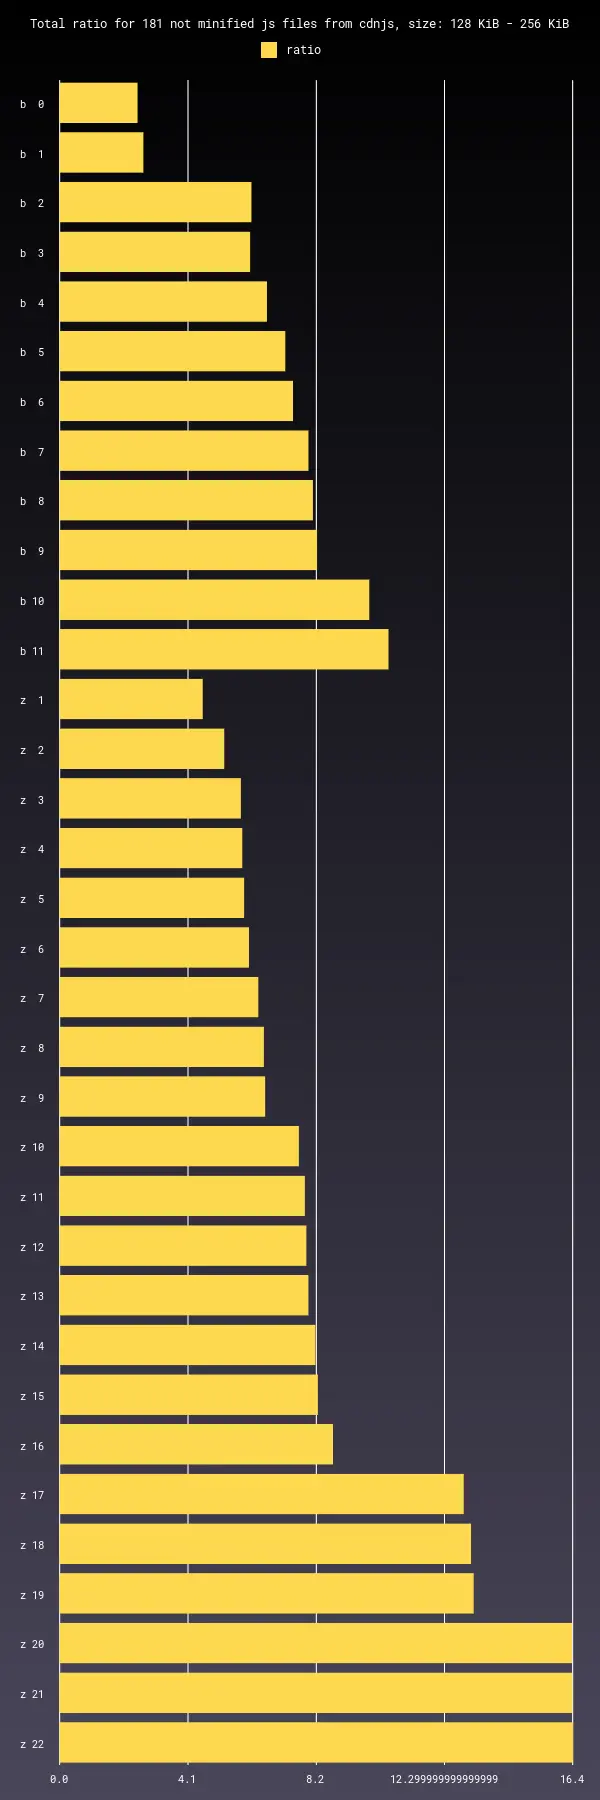 Total ratio for 181 not minified js files from cdnjs, size: 128 KiB - 256 KiB
ratio
b 0
b 1
b 2
b 3
b 4
b 5
b 6
b 7
b 8
b 9
b 10
b 11
z 1
z 2
z 3
z 4
z 5
z 6
z 7
z 8
z 9
z 10
z 11
z 12
z 13
z 14
z 15
z 16
z 17
z 18
z 19
z 20
z 21
z 22
0.0 4.1 8.2 12.299999999999999 16.4